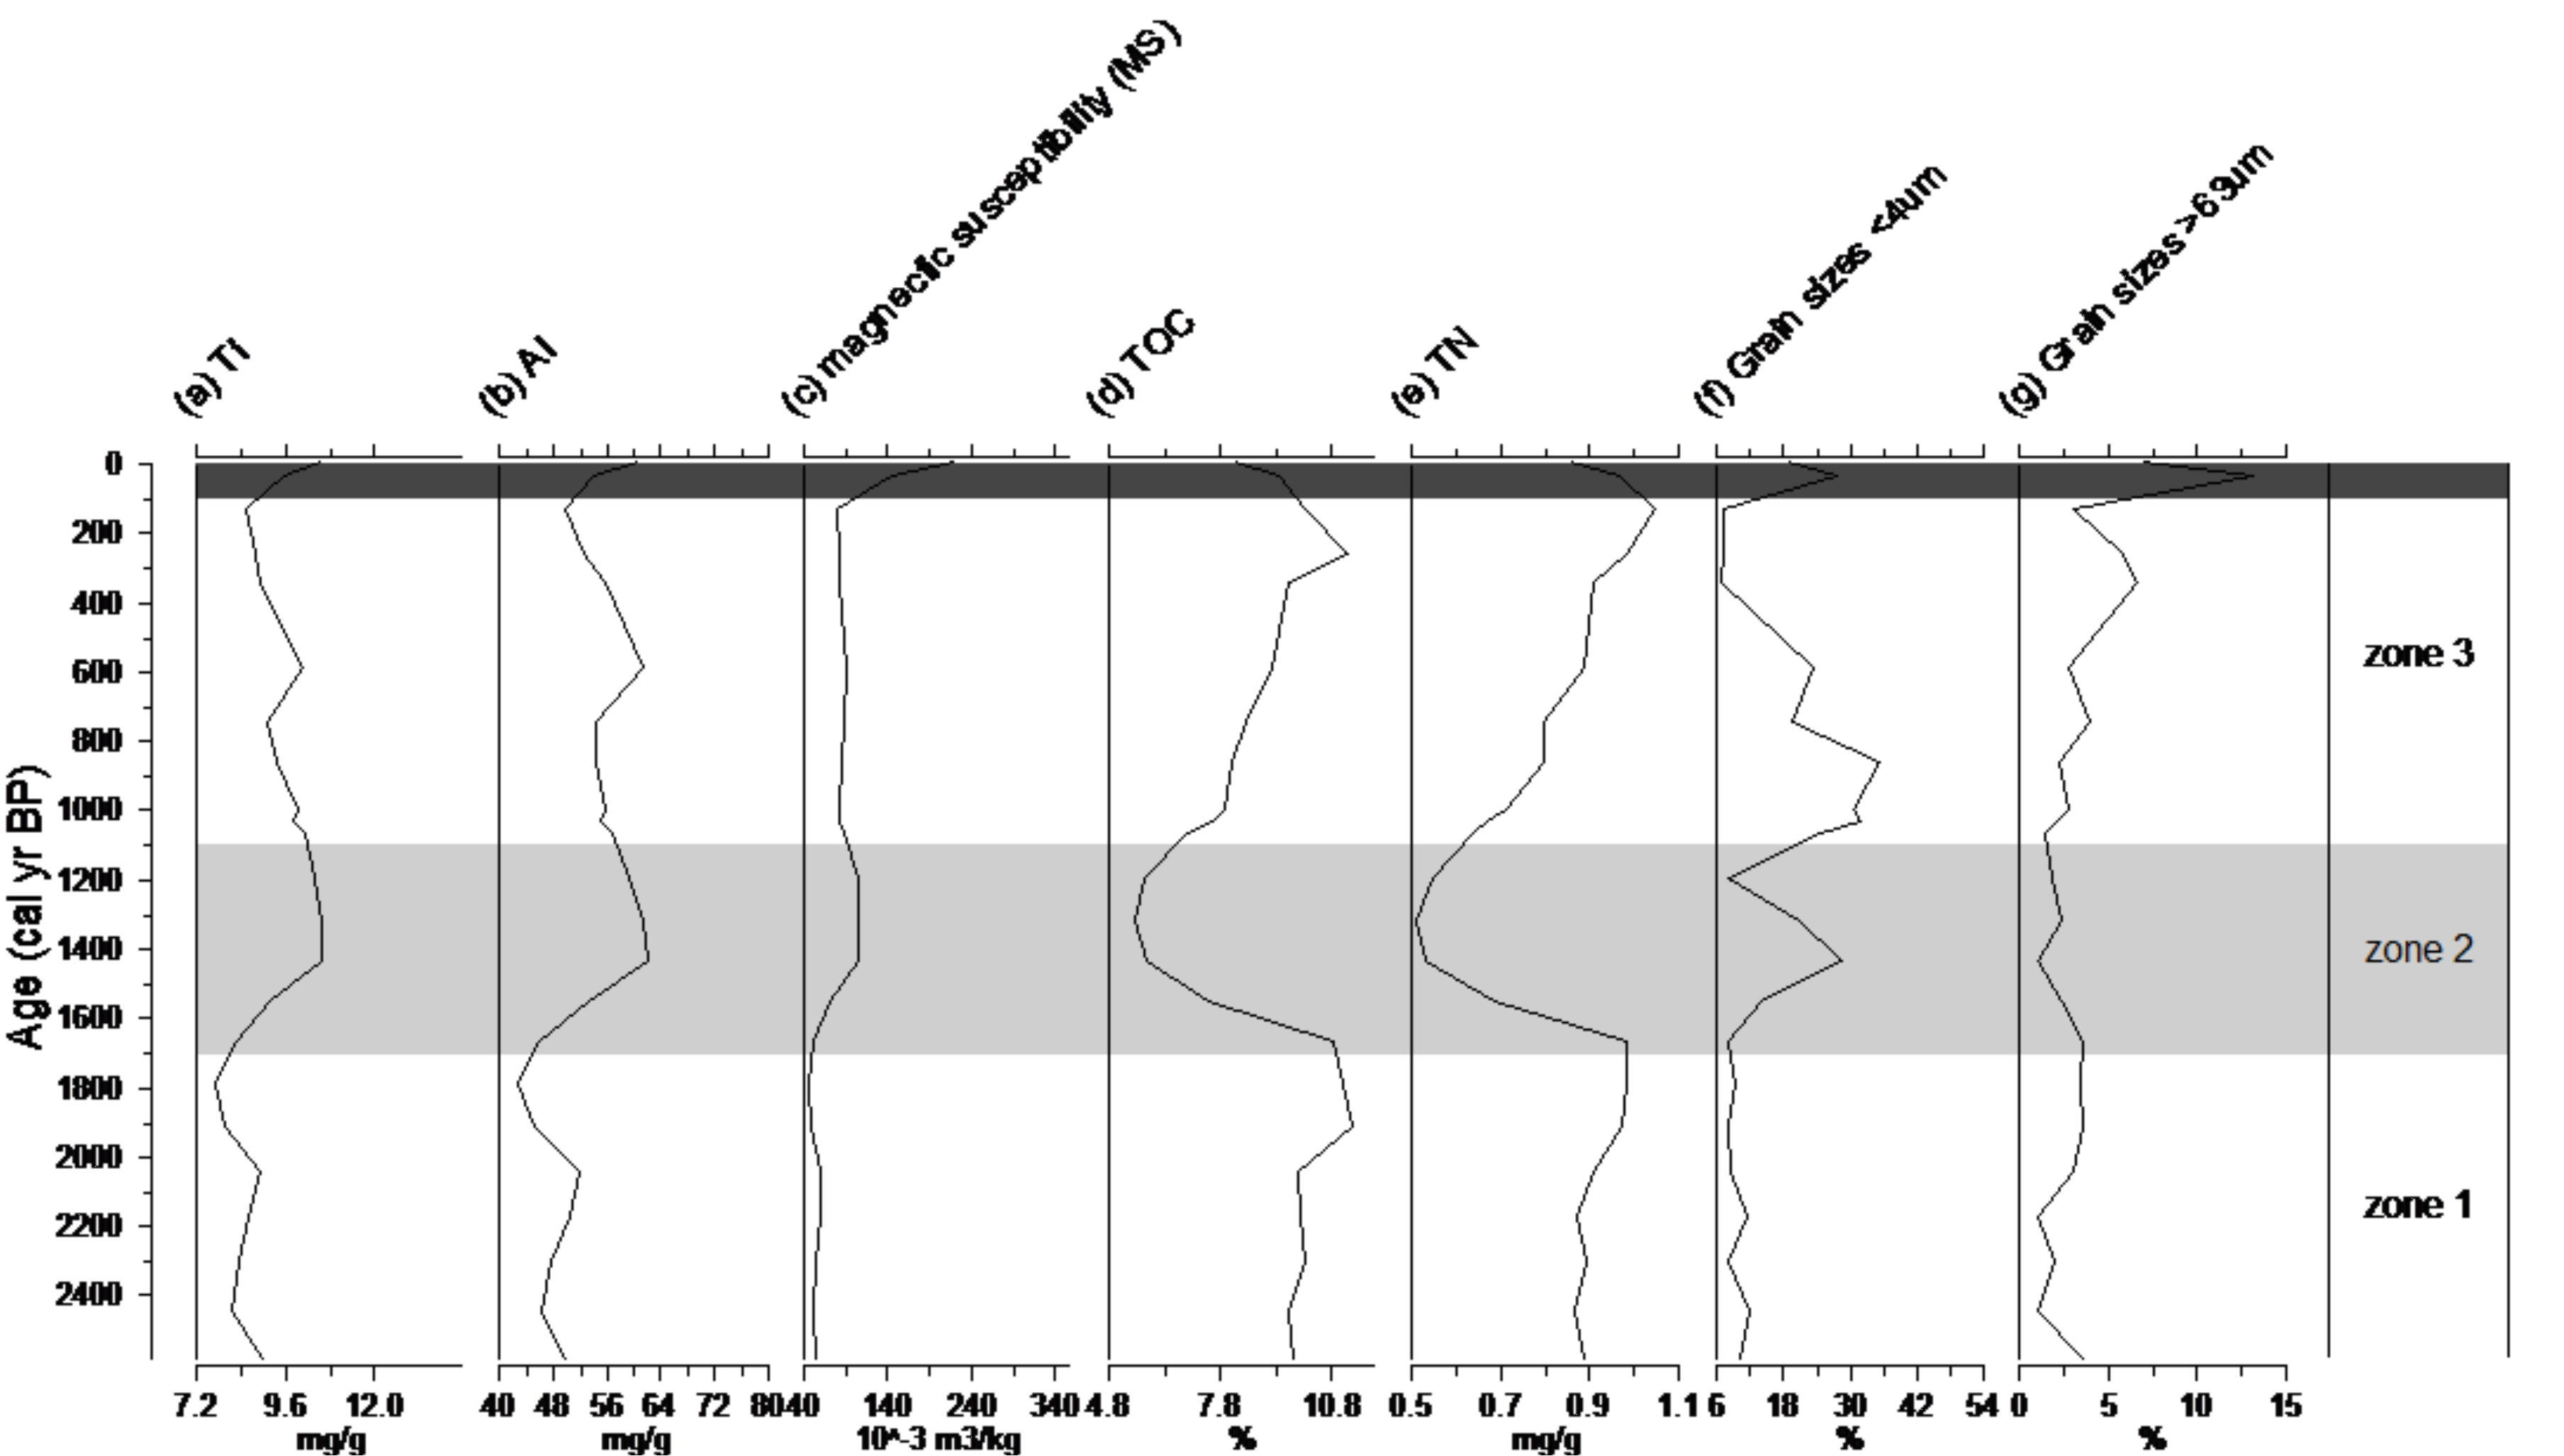 (a) Ti
(b) Al
(c) magnectic susceptibility (MS)
(d) TOC
(e) TN
(f) Grain sizes <4um
(g) Grain sizes >63um
0
200
400
600
800
1000
1200
1400
1600
1800
2000
2200
2400
Age (cal yr BP)
zone 3
zone 2
zone 1
7.2 9.6 12.0
mg/g
40 48 56 64 72 80
mg/g
40 140 240 340
10^-3 m3/kg
4.8 7.8 10.8
%
0.5 0.7 0.9 1.1
mg/g
6 18 30 42 54
%
0 5 10 15
%